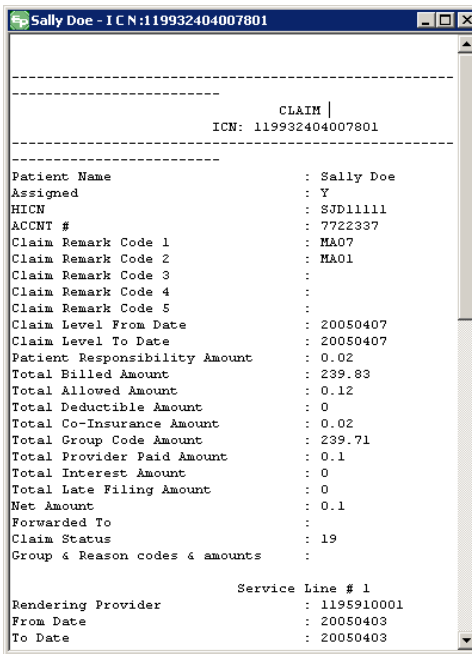 Sally Doe - I C N :119932404007801
------------------------------------------------------
-------------------------
CLAIM
ICN: 119932404007801
------------------------------------------------------
-------------------------
Patient Name : Sally Doe
Assigned : Y
HICN : SJD11111
ACCNT # : 7722337
Claim Remark Code 1 : MA07
Claim Remark Code 2 : MA01
Claim Remark Code 3 :
Claim Remark Code 4 :
Claim Remark Code 5 :
Claim Level From Date : 20050407
Claim Level To Date : 20050407
Patient Responsibility Amount : 0.02
Total Billed Amount : 239.83
Total Allowed Amount : 0.12
Total Deductible Amount : 0
Total Co-Insurance Amount : 0.02
Total Group Code Amount : 239.71
Total Provider Paid Amount : 0.1
Total Interest Amount : 0
Total Late Filing Amount : 0
Net Amount : 0.1
Forwarded To :
Claim Status : 19
Group & Reason codes & amounts :
Service Line # 1
Rendering Provider : 1195910001
From Date : 20050403
To Date : 20050403